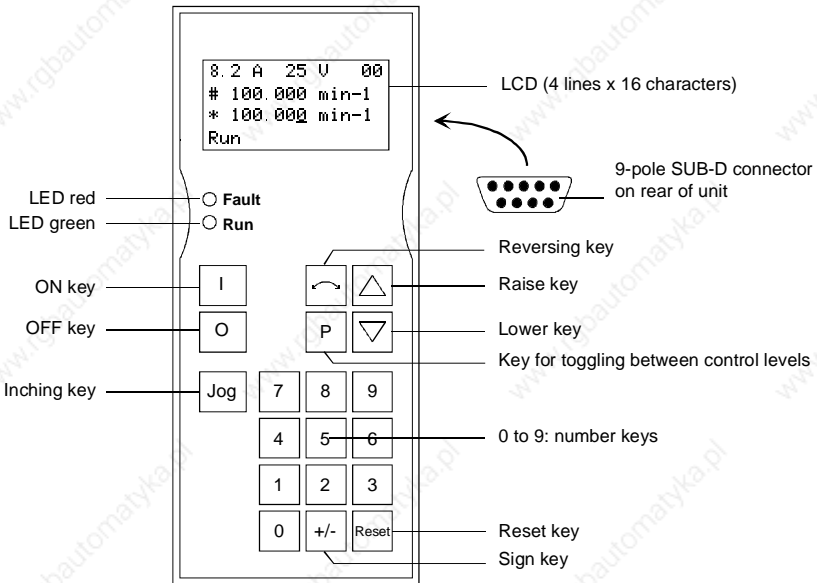 8.2 A 25 V 00
# 100.000 min-1
* 100.000 min-1
Run
LCD (4 lines x 16 characters)
9-pole SUB-D connector
on rear of unit
LED red
Fault
LED green
Run
Reversing key
ON key
I
Raise key
OFF key
O
P
Lower key
Key for toggling between control levels
Inching key
Jog
7
8
9
4
5
6
0 to 9: number keys
1
2
3
0
+/-
Reset
Reset key
Sign key
www.rgbautomatyka.pl